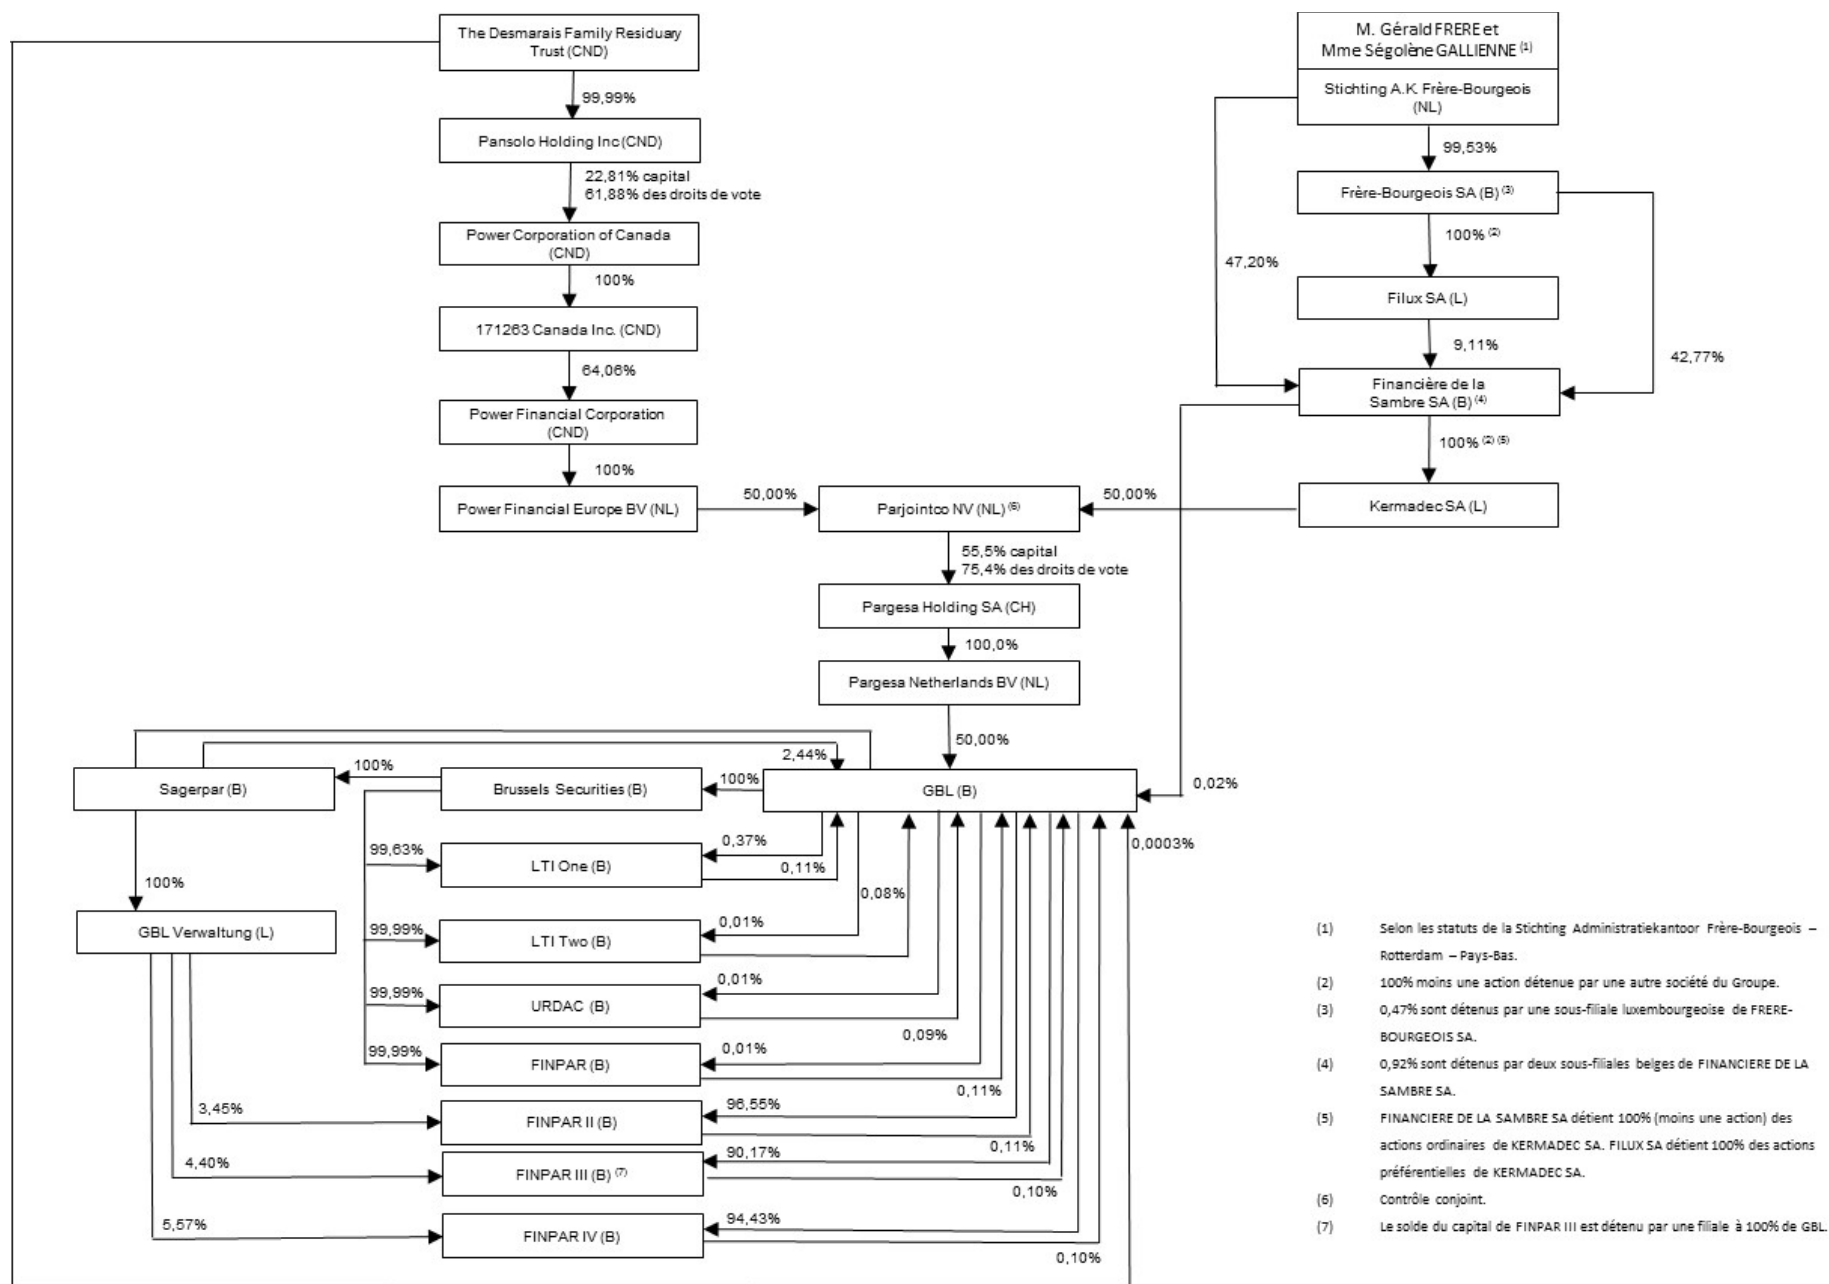 The Desmarais Family Residuary
Trust (CND)
99,99%
Pansolo Holding Inc (CND)
22,81% capital
61,88% des droits de vote
Power Corporation of Canada
(CND)
100%
171263 Canada Inc. (CND)
64,06%
Power Financial Corporation
(CND)
100%
Power Financial Europe BV (NL)
50,00%
M. Gérald FRERE et
Mme Ségolène GALLIENNE (1)
Stichting A.K. Frère-Bourgeois
(NL)
99,53%
Frère-Bourgeois SA (B) (3)
100% (2)
47,20%
Filux SA (L)
9,11%
42,77%
Financière de la
Sambre SA (B) (4)
100% (2) (5)
Kermadec SA (L)
50,00%
Parjointco NV (NL) (6)
55,5% capital
75,4% des droits de vote
Pargesa Holding SA (CH)
100,0%
Pargesa Netherlands BV (NL)
50,00%
2,44%
Sagerpar (B)
100%
Brussels Securities (B)
100%
GBL (B)
0,02%
0,0003%
99,63%
LTI One (B)
0,37%
0,11%
100%
GBL Verwaltung (L)
99,99%
LTI Two (B)
0,01%
0,08%
99,99%
URDAC (B)
0,01%
0,09%
99,99%
FINPAR (B)
0,01%
0,11%
3,45%
FINPAR II (B)
96,55%
0,11%
4,40%
FINPAR III (B) (7)
90,17%
0,10%
5,57%
FINPAR IV (B)
94,43%
0,10%
(1) Selon les statuts de la Stichting Administratiekantoor Frère-Bourgeois –
Rotterdam – Pays-Bas.
(2) 100% moins une action détenue par une autre société du Groupe.
(3) 0,47% sont détenus par une sous-filiale luxembourgeoise de FRERE-
BOURGEOIS SA.
(4) 0,92% sont détenus par deux sous-filiales belges de FINANCIERE DE LA
SAMBRE SA.
(5) FINANCIERE DE LA SAMBRE SA détient 100% (moins une action) des
actions ordinaires de KERMADEC SA. FILUX SA détient 100% des actions
préférentielles de KERMADEC SA.
(6) Contrôle conjoint.
(7) Le solde du capital de FINPAR III est détenu par une filiale à 100% de GBL.